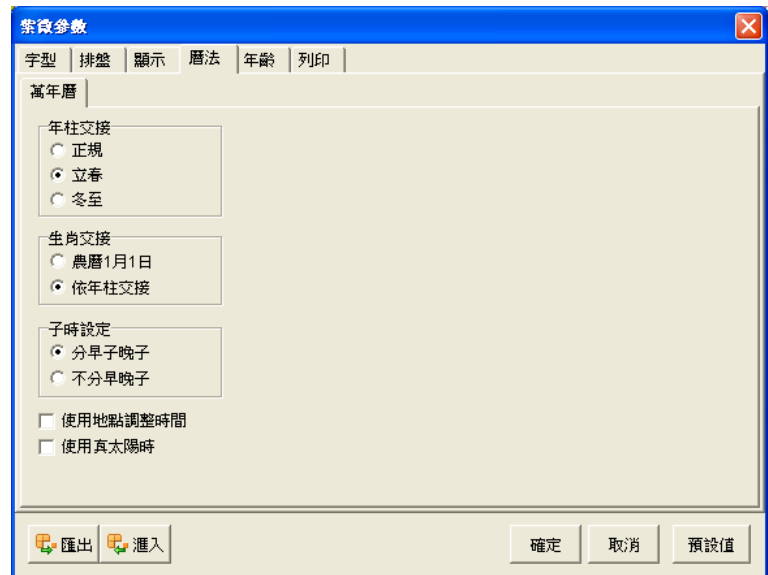 紫微參數
字型 排盤 顯示 曆法 年齡 列印
萬年曆
年柱交接
正規
立春
冬至
生肖交接
農曆1月1日
依年柱交接
子時設定
分早子晚子
不分早晚子
使用地點調整時間
使用真太陽時
匯出 滙入 確定 取消 預設值